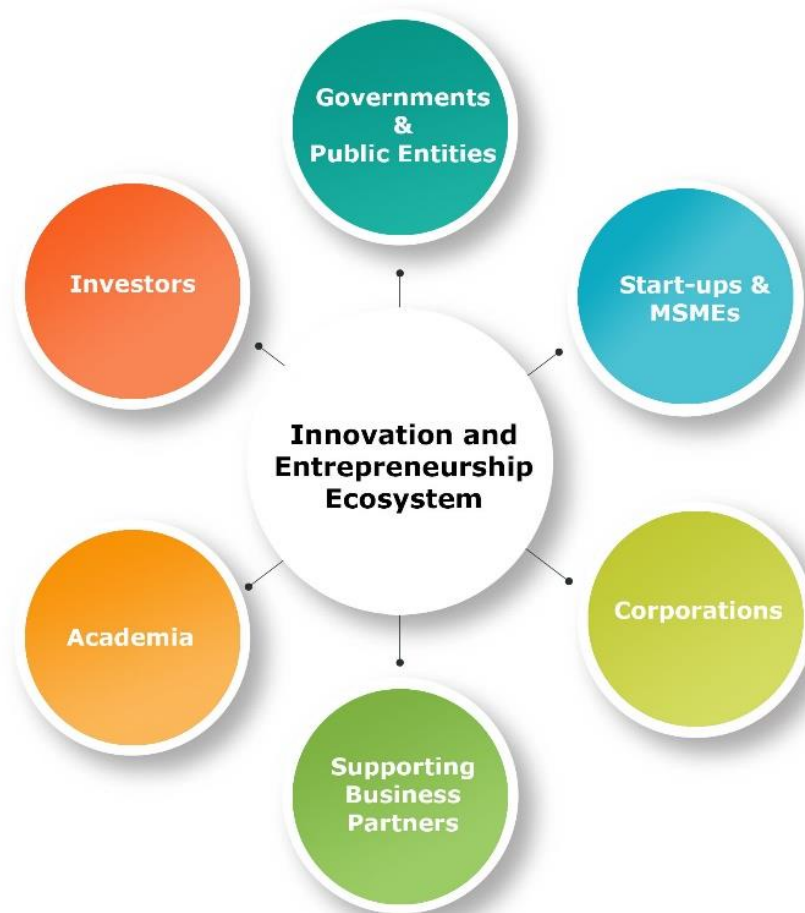 Governments
&
Public Entities
Investors
Start-ups &
MSMEs
Innovation and
Entrepreneurship
Ecosystem
Academia
Corporations
Supporting
Business
Partners